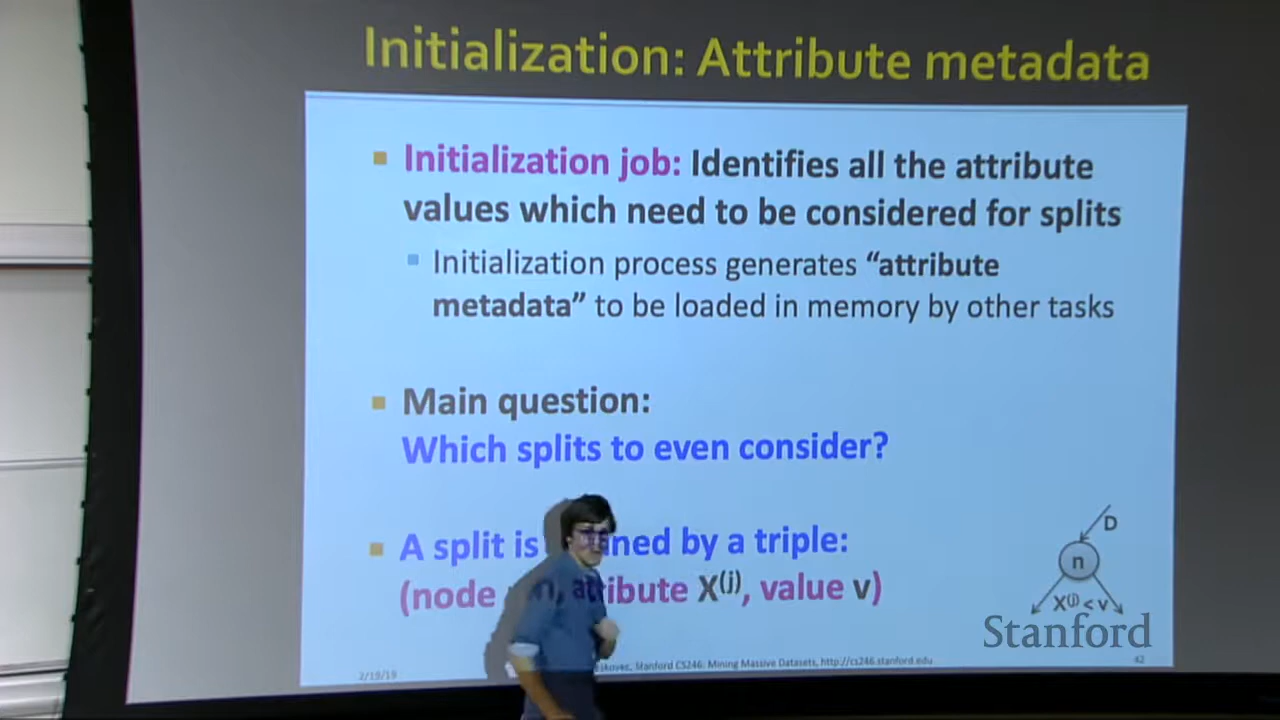 Initialization: Attribute metadata
Initialization job: Identifies all the attribute
values which need to be considered for splits
Initialization process generates “attribute
metadata” to be loaded in memory by other tasks
Main question:
Which splits to even consider?
A split is by a triple:
(node n, attribute X(j), value v)
D
n
X(j) < v
Stanford
2/19/19
Stanford CS246: Mining Massive Datasets, http://cs246.stanford.edu
42